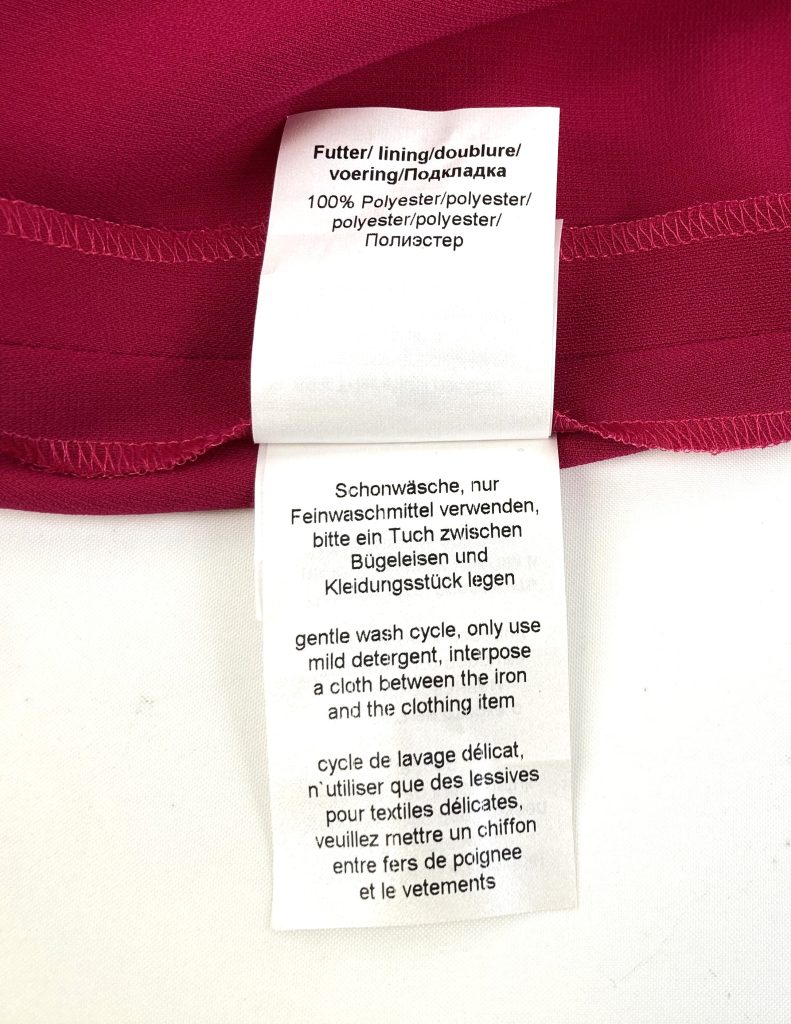 Futter/ lining/doublure/
voering/Подкладка
100% Polyester/polyester/
polyester/polyester/
Полиэстер
Schonwäsche, nur
Feinwaschmittel verwenden,
bitte ein Tuch zwischen
Bügeleisen und
Kleidungsstück legen
gentle wash cycle, only use
mild detergent, interpose
a cloth between the iron
and the clothing item
cycle de lavage délicat,
n`utiliser que des lessives
pour textiles délicates,
veuillez mettre un chiffon
entre fers de poignee
et le vetements